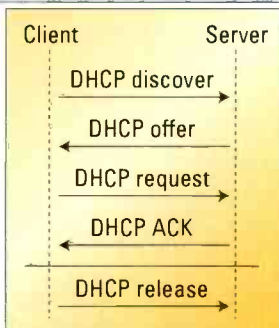 Client Server
DHCP discover
DHCP offer
DHCP request
DHCP ACK
DHCP release